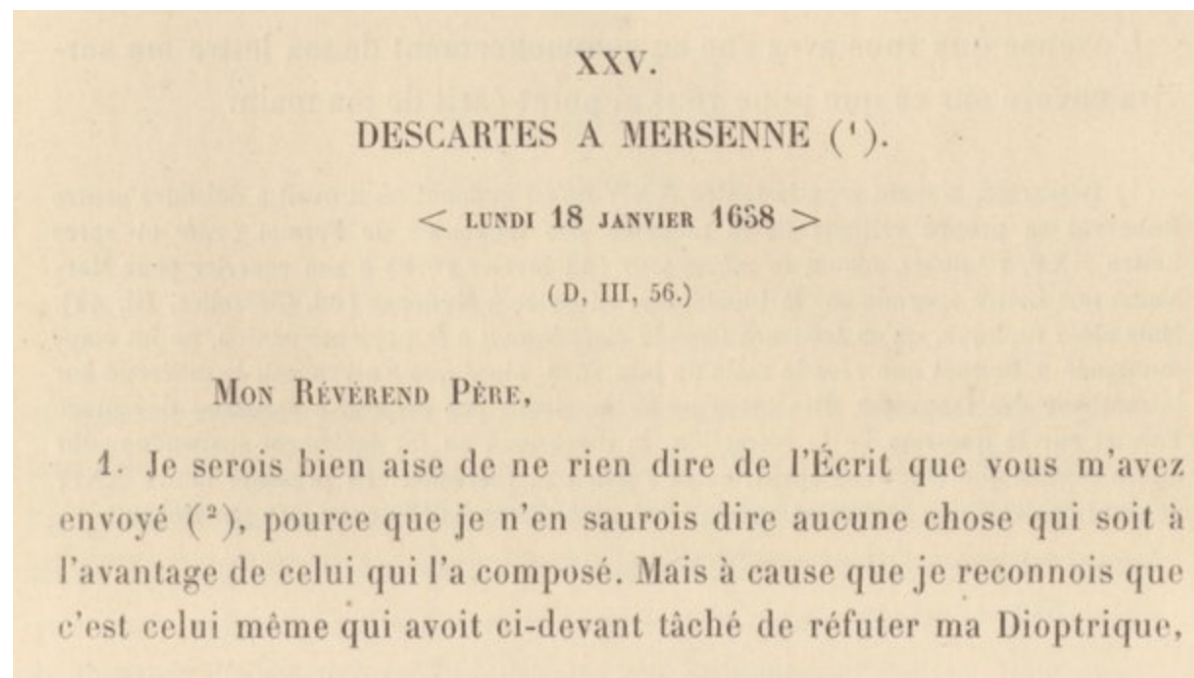 XXV.
DESCARTES A MERSENNE (¹).
< LUNDI 18 JANVIER 1638 >
(D, III, 56.)
MON RÉVÉREND PÈRE,
1. Je serois bien aise de ne rien dire de l'Écrit que vous m'avez
envoyé (²), pource que je n'en saurois dire aucune chose qui soit à
l'avantage de celui qui l'a composé. Mais à cause que je reconnois que
c'est celui même qui avoit ci-devant tâché de réfuter ma Dioptrique,